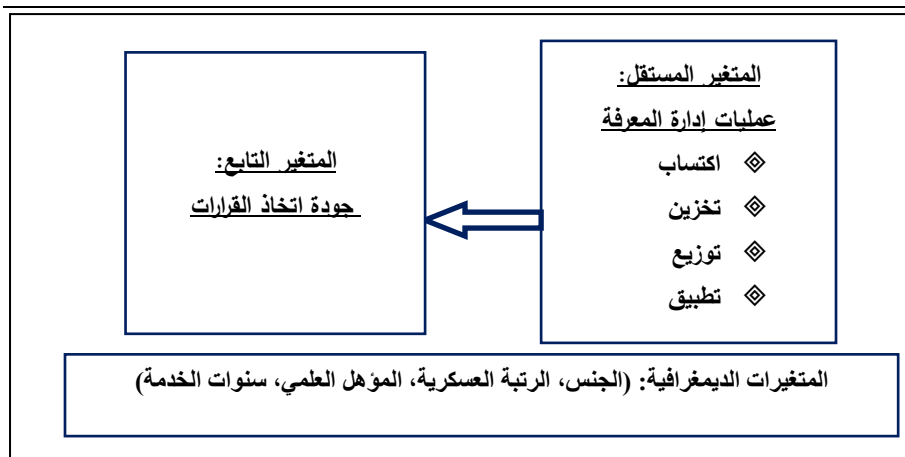 المتغير المستقل:
عمليات إدارة المعرفة
اكتساب
تخزين
توزيع
تطبيق
المتغير التابع:
جودة اتخاذ القرارات
المتغيرات الديمغرافية: (الجنس، الرتبة العسكرية، المؤهل العلمي، سنوات الخدمة)